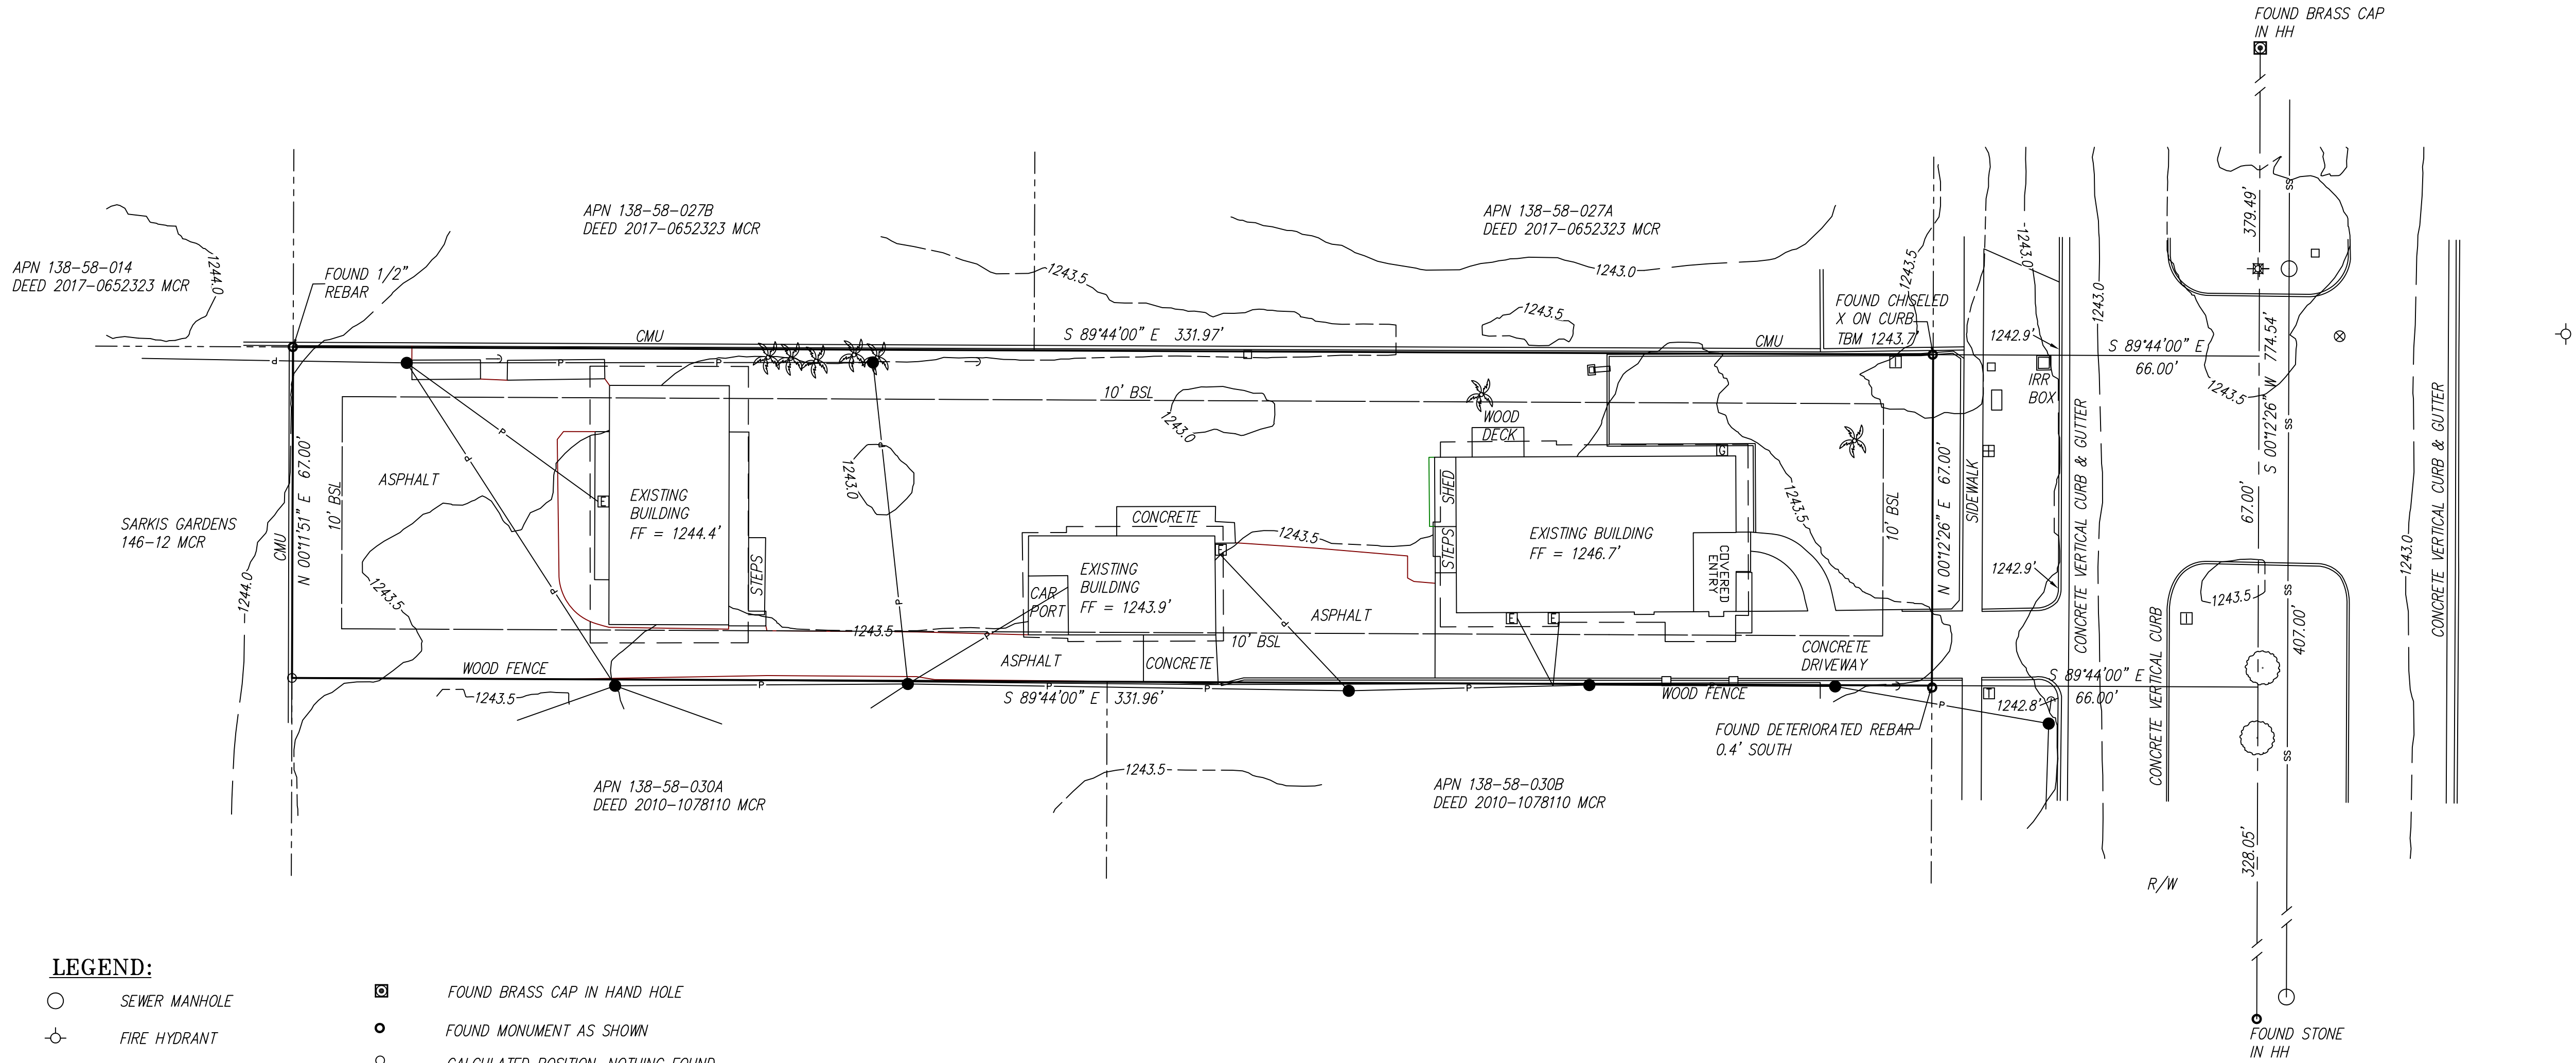 FOUND BRASS CAP
IN HH
APN 138-58-027B
DEED 2017-0652323 MCR
APN 138-58-027A
DEED 2017-0652323 MCR
379.49'
APN 138-58-014
DEED 2017-0652323 MCR
1244.0
FOUND 1/2"
REBAR
1243.5
1243.0
1243.5
1243.0
1243.0
FOUND CHISELED
X ON CURB
TBM 1243.7'
1243.5
CMU
S 89°44'00" E 331.97'
CMU
1242.9'
S 89°44'00" E
66.00'
IRR
BOX
S 00°12'26" W 774.54'
1243.5
SS
10' BSL
1243.0
WOOD
DECK
ASPHALT
P
d
SARKIS GARDENS
146-12 MCR
CMU
N 00°11'51" E 67.00'
10' BSL
EXISTING
BUILDING
FF = 1244.4'
E
STEPS
1243.0
CONCRETE
EXISTING
BUILDING
FF = 1243.9'
CAR
PORT
E
1243.5
SHED
STEPS
EXISTING BUILDING
FF = 1246.7'
G
COVERED
ENTRY
E
E
1243.5
10' BSL
N 00°12'26" E 67.00'
SIDEWALK
1242.9'
CONCRETE VERTICAL CURB & GUTTER
67.00'
CONCRETE VERTICAL CURB & GUTTER
1243.0
1244.0
1243.5
1243.5
ASPHALT
10' BSL
WOOD FENCE
ASPHALT
CONCRETE
CONCRETE
DRIVEWAY
1243.5
CONCRETE VERTICAL CURB
407.00'
1243.5
P
P
P
P
S 89°44'00" E 331.96'
WOOD FENCE
T
1242.8'
S 89°44'00" E
66.00'
FOUND DETERIORATED REBAR
0.4' SOUTH
APN 138-58-030A
DEED 2010-1078110 MCR
1243.5
APN 138-58-030B
DEED 2010-1078110 MCR
328.05'
R/W
LEGEND:
SEWER MANHOLE
FOUND BRASS CAP IN HAND HOLE
FIRE HYDRANT
FOUND MONUMENT AS SHOWN
CALCULATED POSITION, NOTHING FOUND
FOUND STONE
IN HH